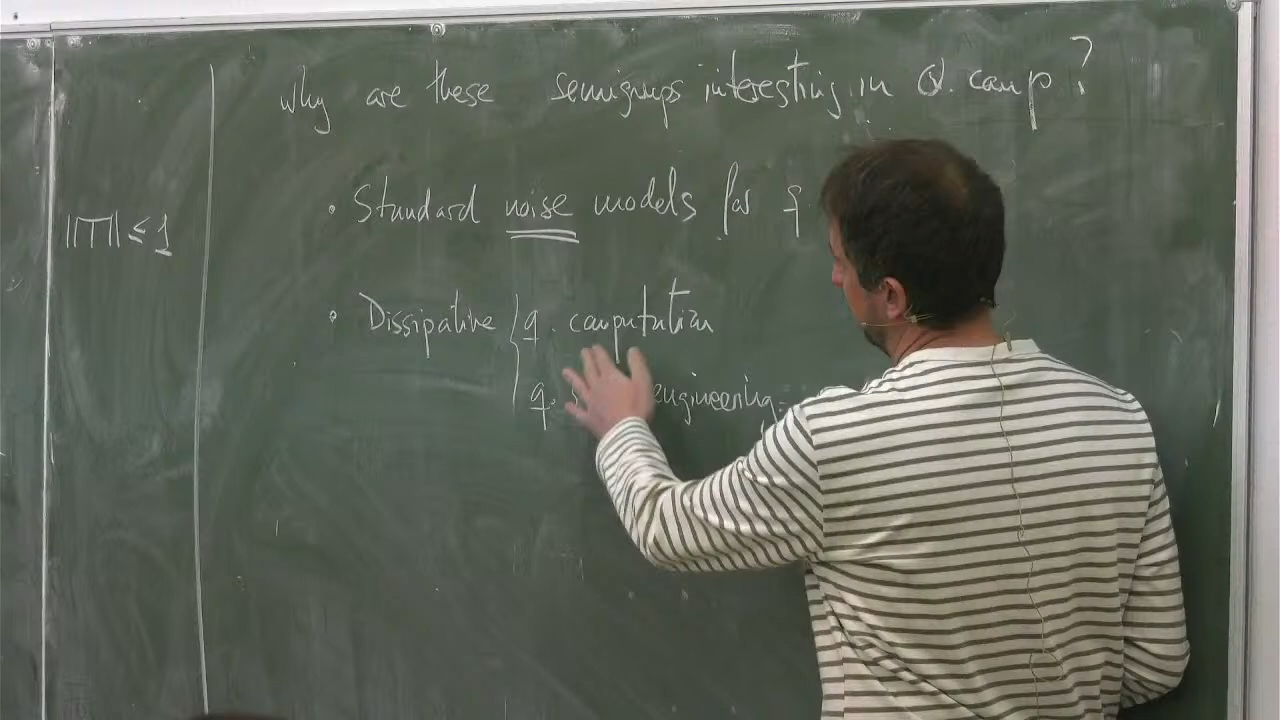 ‖T‖ ≤ 1
Why are these semigroups interesting in Q. comp?
• Standard noise models for q
• Dissipative { q. computation
q. engineering